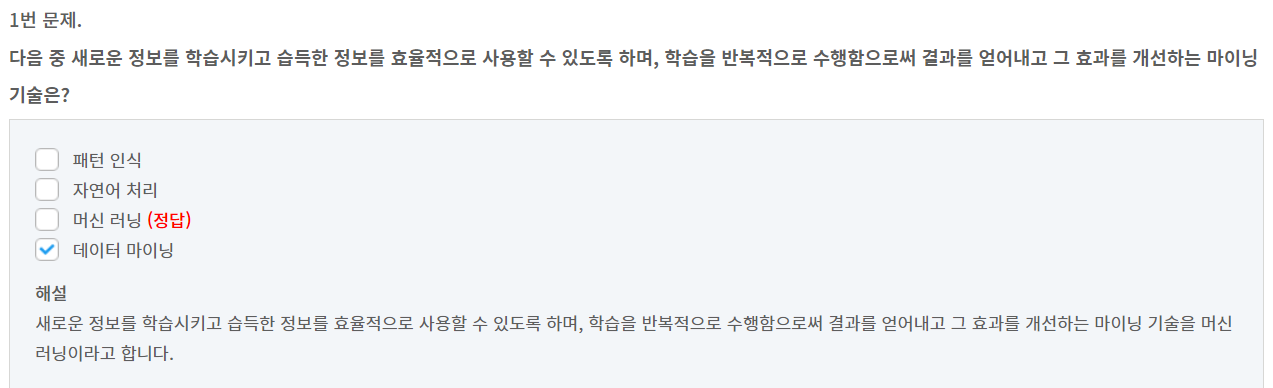 1번 문제.
다음 중 새로운 정보를 학습시키고 습득한 정보를 효율적으로 사용할 수 있도록 하며, 학습을 반복적으로 수행함으로써 결과를 얻어내고 그 효과를 개선하는 마이닝
기술은?
패턴 인식
자연어 처리
머신 러닝 (정답)
데이터 마이닝
해설
새로운 정보를 학습시키고 습득한 정보를 효율적으로 사용할 수 있도록 하며, 학습을 반복적으로 수행함으로써 결과를 얻어내고 그 효과를 개선하는 마이닝 기술을 머신
러닝이라고 합니다.